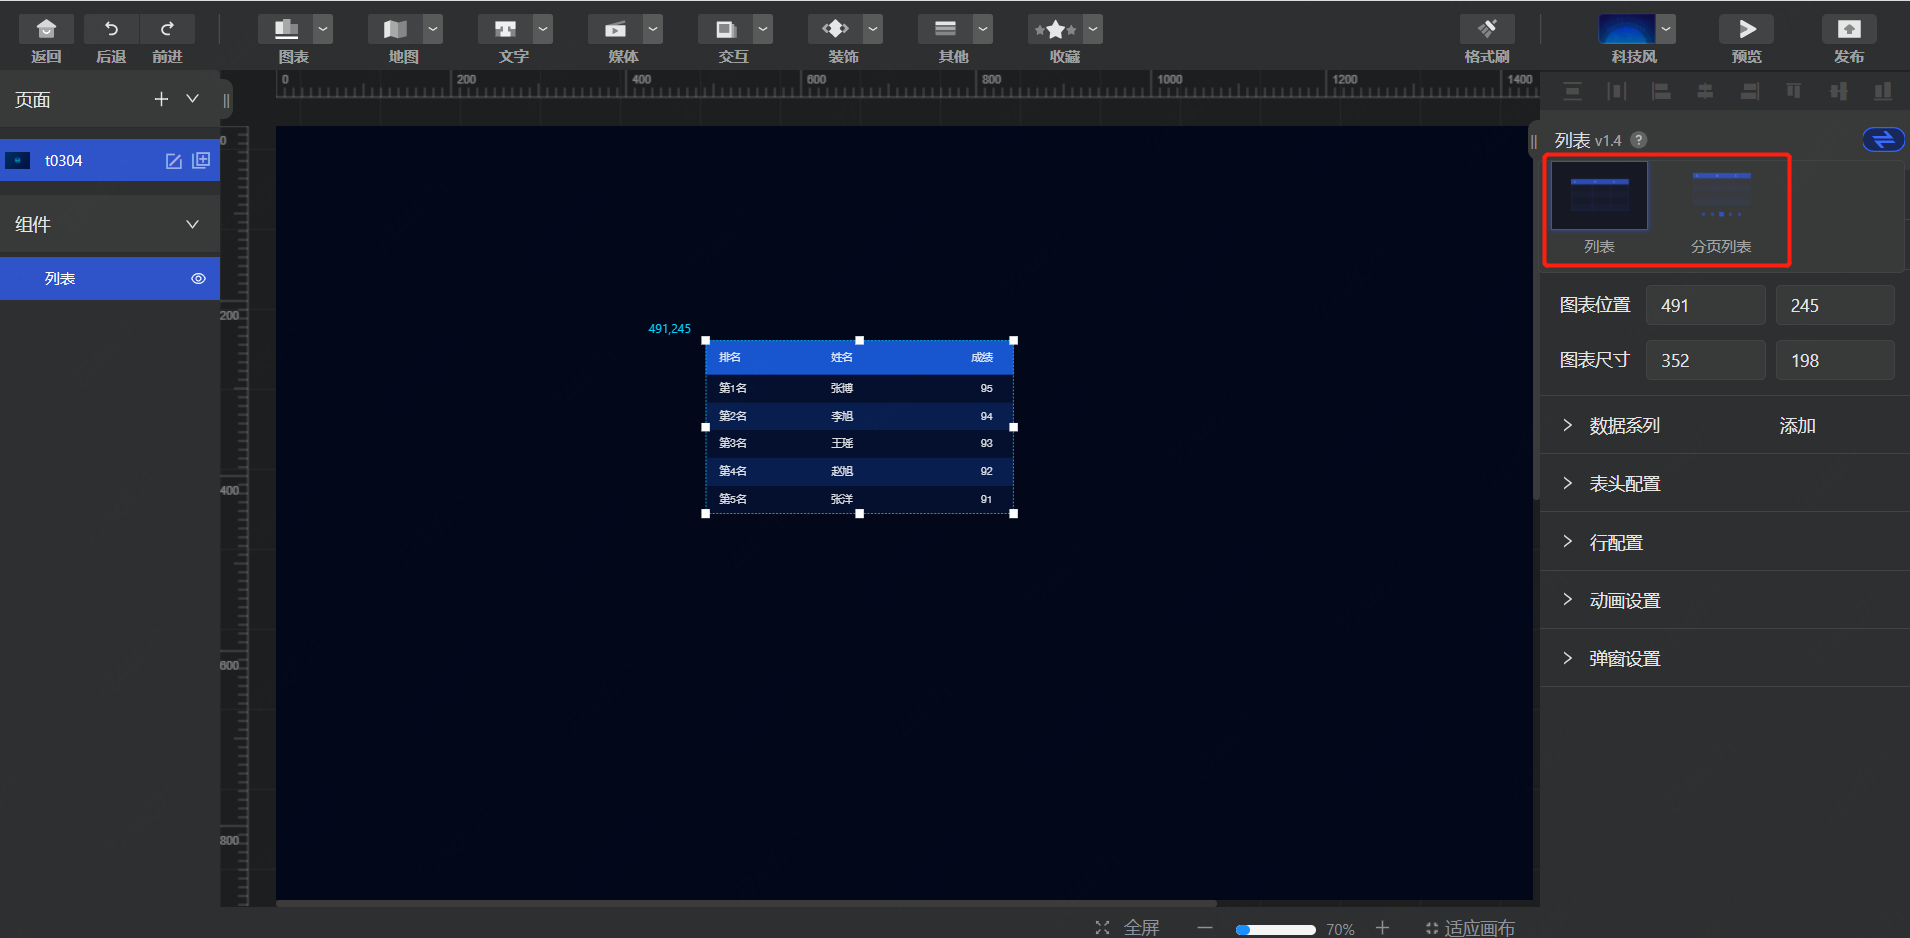 返回
后退
前进
图表
地图
文字
媒体
交互
装饰
其他
收藏
格式刷
科技风
预览
发布
0 200 400 600 800 1000 1200 1400
页面
t0304
组件
列表
0
200
400
600
800
491,245
排名 姓名 成绩
第1名 张博 95
第2名 李旭 94
第3名 王瑶 93
第4名 赵旭 92
第5名 张洋 91
列表 v1.4 ?
列表 分页列表
图表位置 491 245
图表尺寸 352 198
数据系列 添加
表头配置
行配置
动画设置
弹窗设置
全屏 70% 适应画布